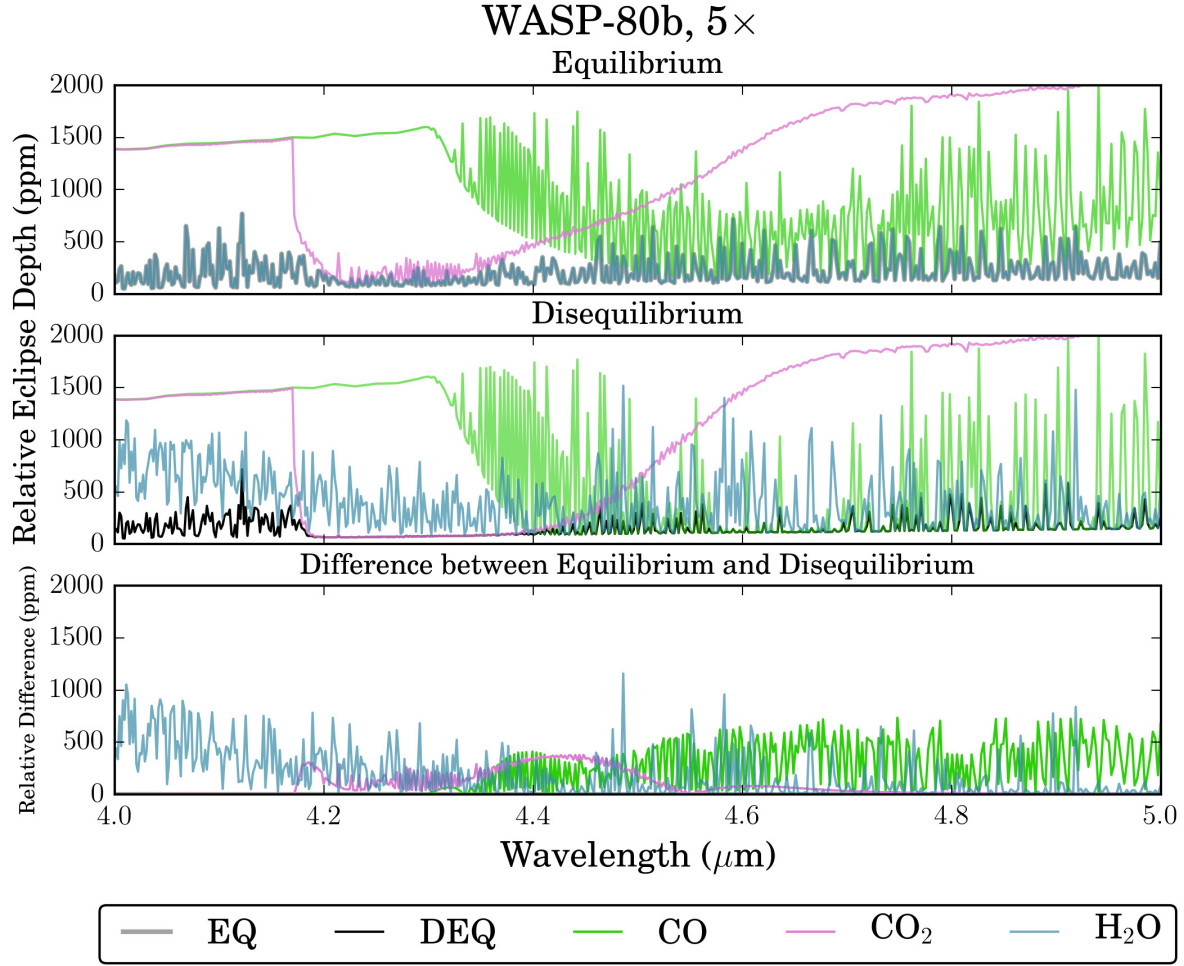 WASP-80b, 5×
Equilibrium
2000
1500
1000
500
0
Disequilibrium
2000
1500
1000
500
0
Relative Eclipse Depth (ppm)
Difference between Equilibrium and Disequilibrium
2000
1500
1000
500
0
Relative Difference (ppm)
4.0 4.2 4.4 4.6 4.8 5.0
Wavelength (μm)
EQ DEQ CO CO₂ H₂O